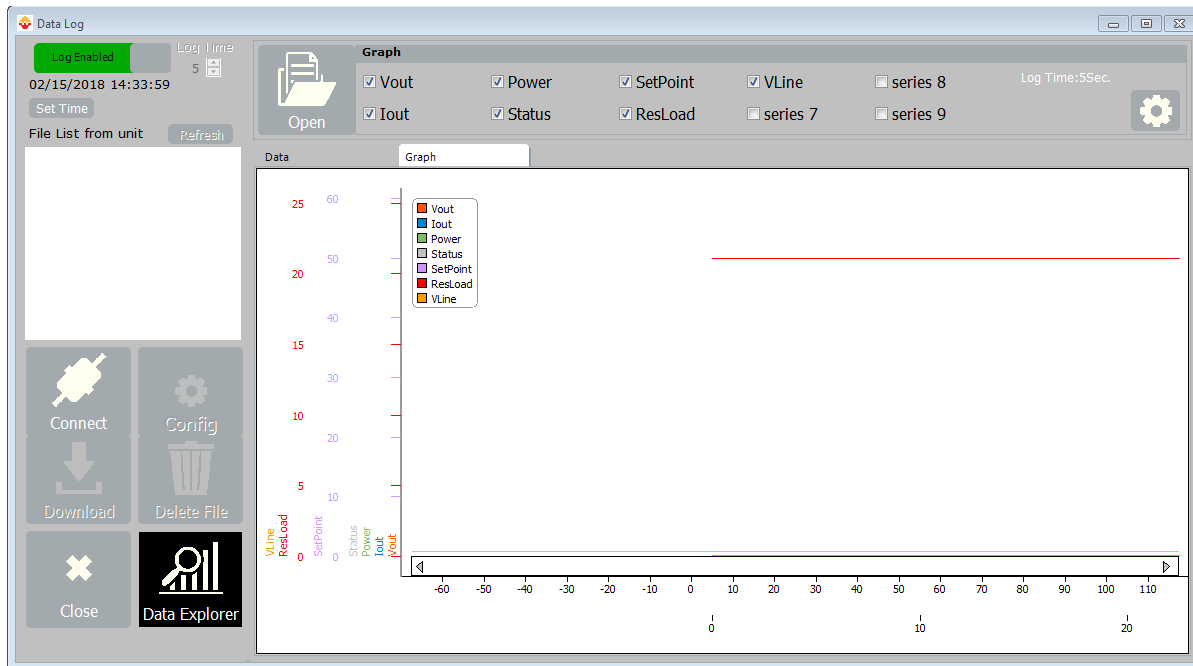 Data Log
Log Enabled
Log Time
5
02/15/2018 14:33:59
Set Time
File List from unit
Refresh
Connect
Config
Download
Delete File
Close
Data Explorer
Open
Graph
Vout
Power
SetPoint
VLine
series 8
Iout
Status
ResLoad
series 7
series 9
Log Time:5Sec.
Data
Graph
25
20
15
10
5
0
60
50
40
30
20
10
0
VLine
ResLoad
SetPoint
Status
Power
Iout
Vout
Vout
Iout
Power
Status
SetPoint
ResLoad
VLine
-60 -50 -40 -30 -20 -10 0 10 20 30 40 50 60 70 80 90 100 110
0 10 20